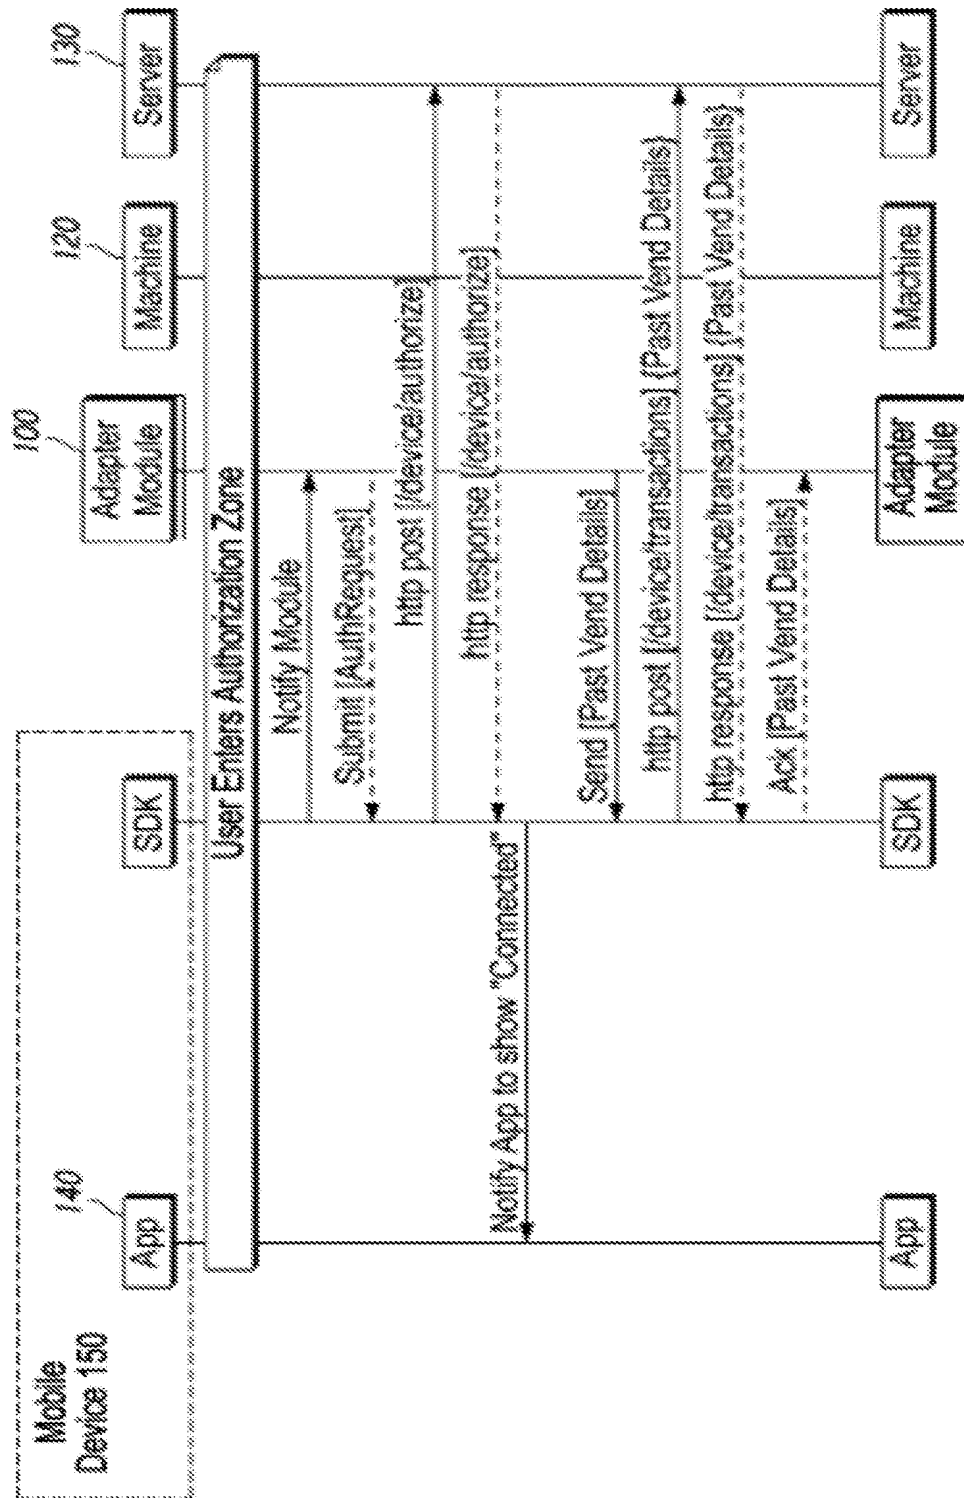 Mobile
Device 150
140
100
120
130
App
SDK
Adapter
Module
Machine
Server
User Enters Authorization Zone
Notify Module
Submit [AuthRequest]
http post [/device/authorize]
http response [/device/authorize]
Notify App to show "Connected"
Send [Past Vend Details]
http post [/device/transactions] {Past Vend Details}
http response [/device/transactions] {Past Vend Details}
Ack [Past Vend Details]
App
SDK
Adapter
Module
Machine
Server